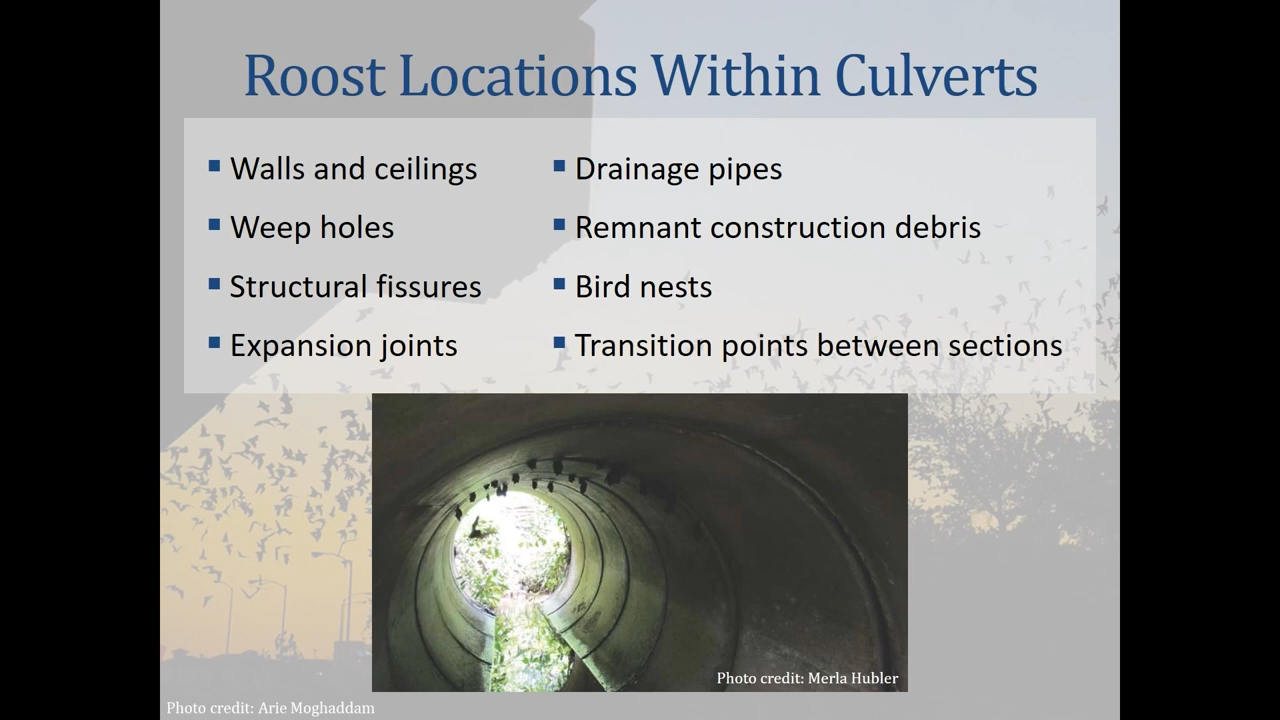 Roost Locations Within Culverts
Walls and ceilings
Weep holes
Structural fissures
Expansion joints
Drainage pipes
Remnant construction debris
Bird nests
Transition points between sections
Photo credit: Merla Hubler
Photo credit: Arie Moghaddam